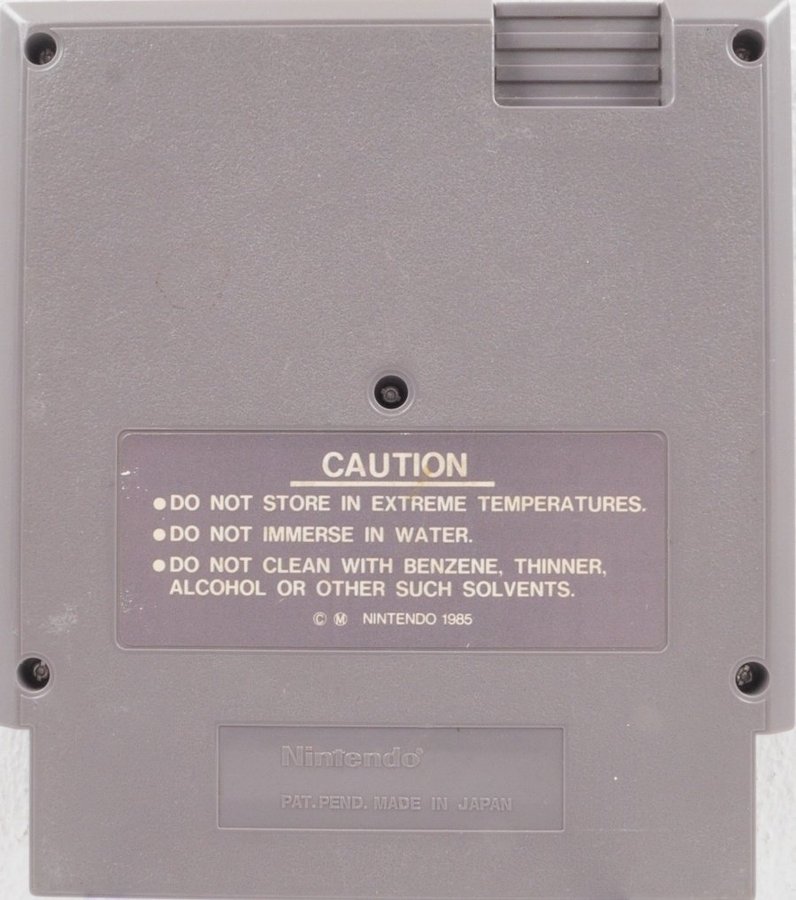 CAUTION
●DO NOT STORE IN EXTREME TEMPERATURES.
●DO NOT IMMERSE IN WATER.
●DO NOT CLEAN WITH BENZENE, THINNER,
ALCOHOL OR OTHER SUCH SOLVENTS.
© Ⓜ NINTENDO 1985
Nintendo®
PAT.PEND. MADE IN JAPAN